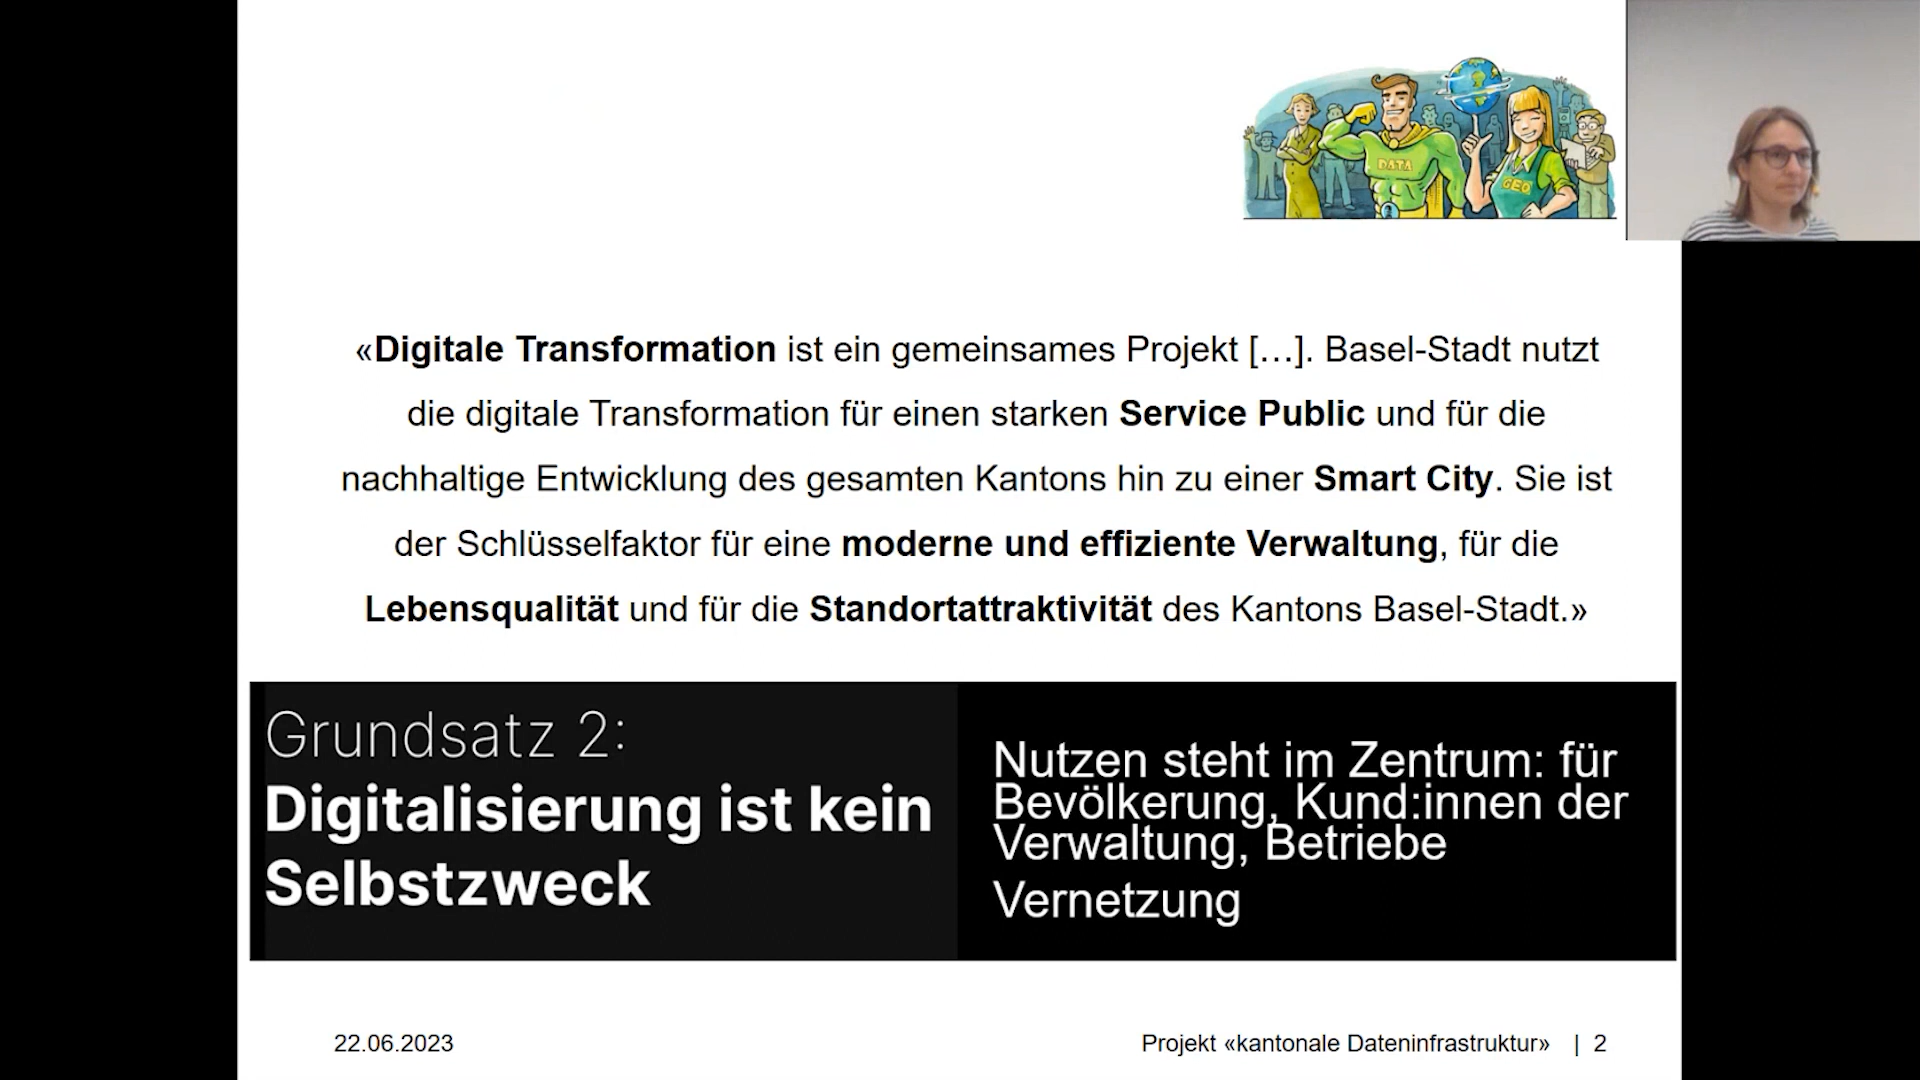 DATA
GEO
«Digitale Transformation ist ein gemeinsames Projekt […]. Basel-Stadt nutzt
die digitale Transformation für einen starken Service Public und für die
nachhaltige Entwicklung des gesamten Kantons hin zu einer Smart City. Sie ist
der Schlüsselfaktor für eine moderne und effiziente Verwaltung, für die
Lebensqualität und für die Standortattraktivität des Kantons Basel-Stadt.»
Grundsatz 2:
Digitalisierung ist kein
Selbstzweck
Nutzen steht im Zentrum: für
Bevölkerung, Kund:innen der
Verwaltung, Betriebe
Vernetzung
22.06.2023
Projekt «kantonale Dateninfrastruktur» | 2